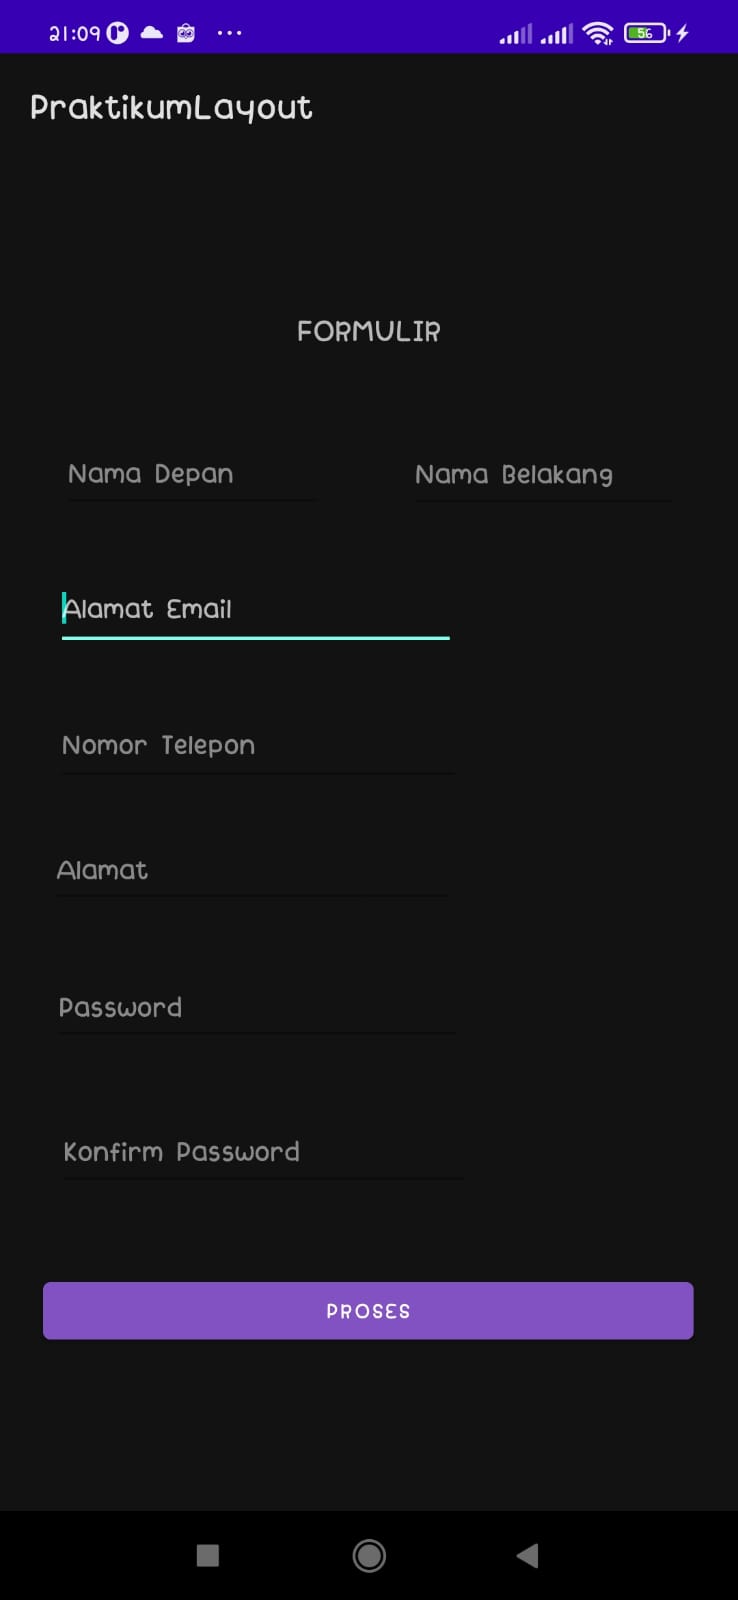 21:09 56
PraktikumLayout
FORMULIR
Nama Depan Nama Belakang
Alamat Email
Nomor Telepon
Alamat
Password
Konfirm Password
PROSES